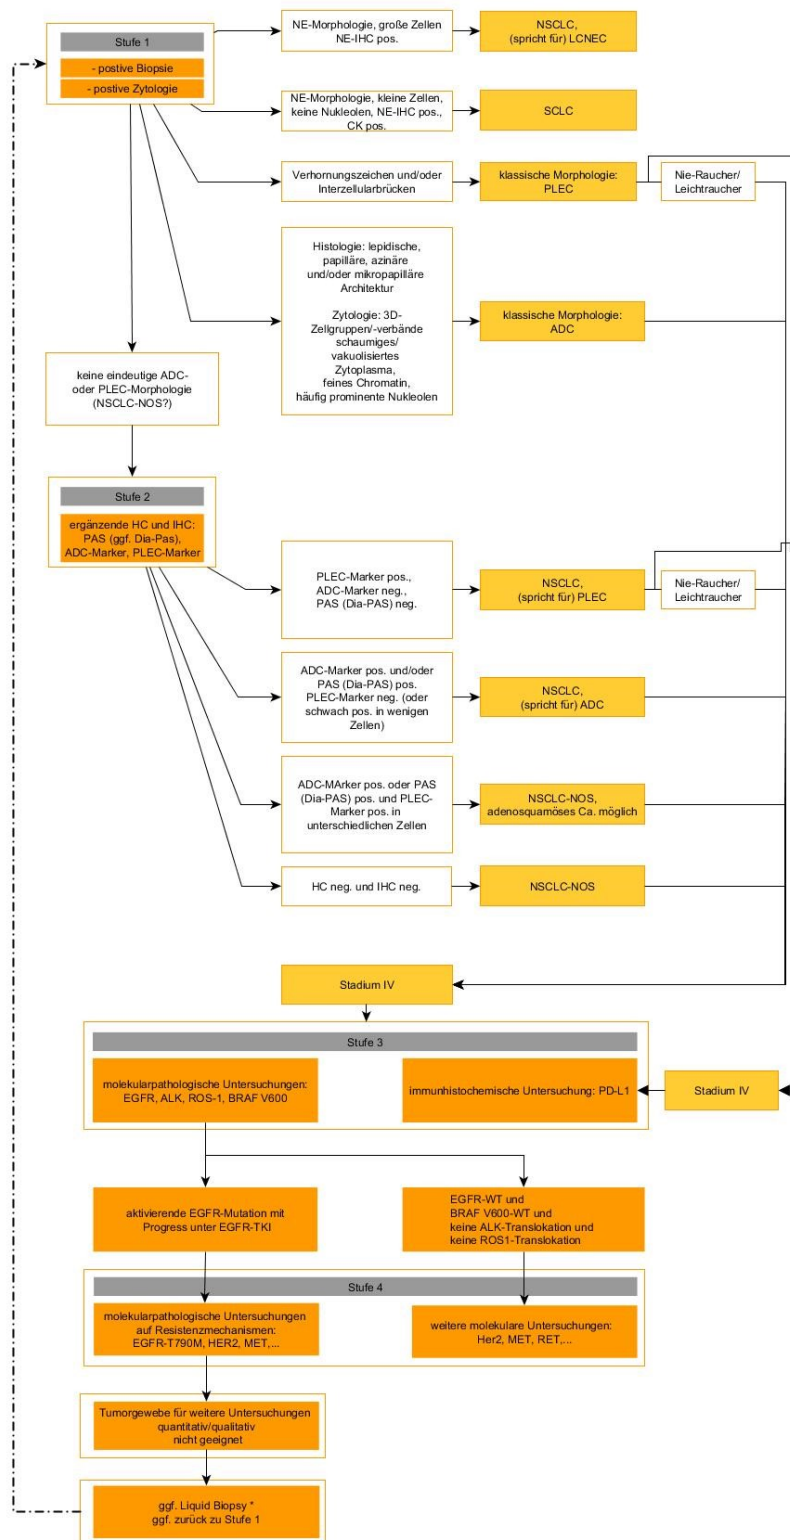 Stufe 1
- postive Biopsie
- postive Zytologie
NE-Morphologie, große Zellen
NE-IHC pos.
NSCLC,
(spricht für) LCNEC
NE-Morphologie, kleine Zellen,
keine Nukleolen, NE-IHC pos.,
CK pos.
SCLC
Verhornungszeichen und/oder
Interzellularbrücken
klassische Morphologie:
PLEC
Nie-Raucher/
Leichtraucher
Histologie: lepidische,
papilläre, azinäre
und/oder mikropapilläre
Architektur
Zytologie: 3D-
Zellgruppen/-verbände
schaumiges/
vakuolisiertes
Zytoplasma,
feines Chromatin,
häufig prominente Nukleolen
klassische Morphologie:
ADC
keine eindeutige ADC-
oder PLEC-Morphologie
(NSCLC-NOS?)
Stufe 2
ergänzende HC und IHC:
PAS (ggf. Dia-Pas),
ADC-Marker, PLEC-Marker
PLEC-Marker pos.,
ADC-Marker neg.,
PAS (Dia-PAS) neg.
NSCLC,
(spricht für) PLEC
Nie-Raucher/
Leichtraucher
ADC-Marker pos. und/oder
PAS (Dia-PAS) pos.
PLEC-Marker neg. (oder
schwach pos. in wenigen
Zellen)
NSCLC,
(spricht für) ADC
ADC-MArker pos. oder PAS
(Dia-PAS) pos. und PLEC-
Marker pos. in
unterschiedlichen Zellen
NSCLC-NOS,
adenosquamöses Ca. möglich
HC neg. und IHC neg.
NSCLC-NOS
Stadium IV
Stufe 3
molekularpathologische Untersuchungen:
EGFR, ALK, ROS-1, BRAF V600
immunhistochemische Untersuchung: PD-L1
Stadium IV
aktivierende EGFR-Mutation mit
Progress unter EGFR-TKI
EGFR-WT und
BRAF V600-WT und
keine ALK-Translokation und
keine ROS1-Translokation
Stufe 4
molekularpathologische Untersuchungen
auf Resistenzmechanismen:
EGFR-T790M, HER2, MET,...
weitere molekulare Untersuchungen:
Her2, MET, RET,...
Tumorgewebe für weitere Untersuchungen
quantitativ/qualitativ
nicht geeignet
ggf. Liquid Biopsy *
ggf. zurück zu Stufe 1